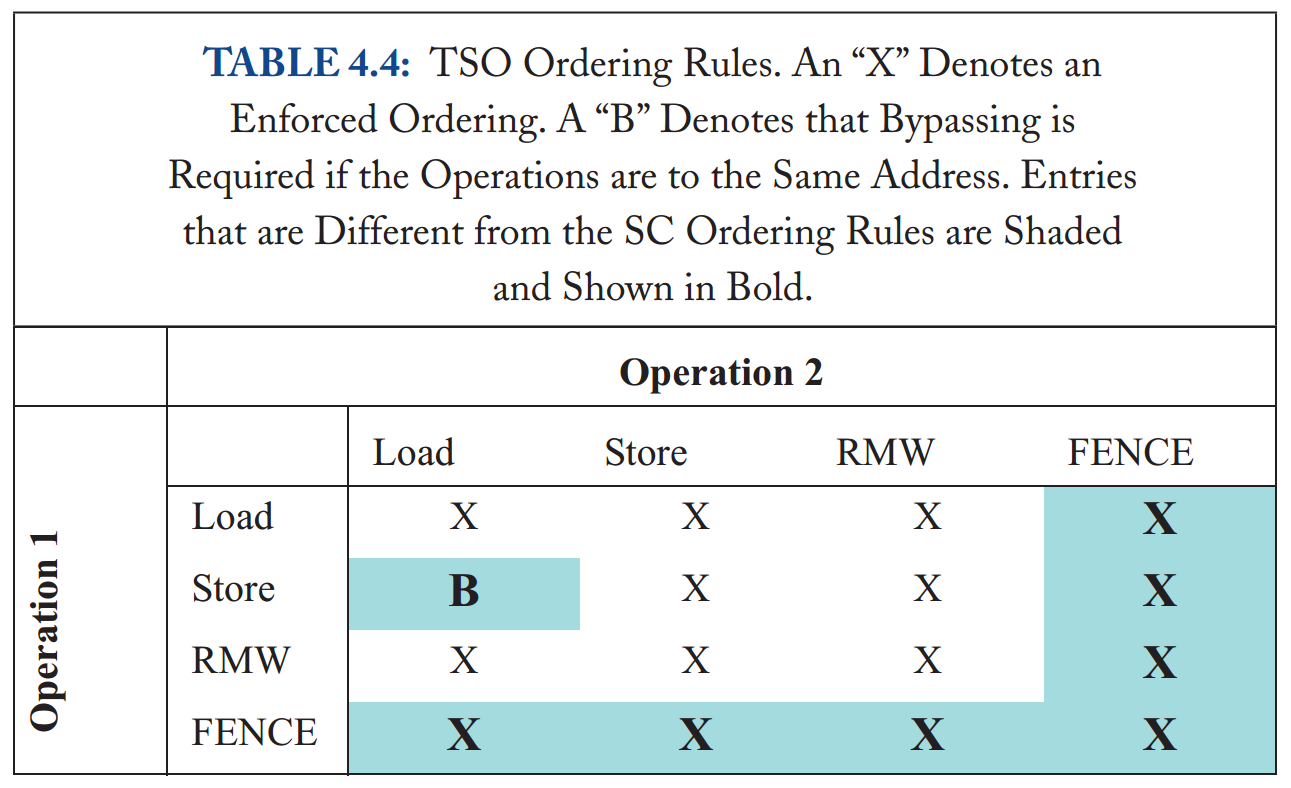 TABLE 4.4: TSO Ordering Rules. An “X” Denotes an
Enforced Ordering. A “B” Denotes that Bypassing is
Required if the Operations are to the Same Address. Entries
that are Different from the SC Ordering Rules are Shaded
and Shown in Bold.
Operation 2
Load Store RMW FENCE
Operation 1
Load X X X X
Store B X X X
RMW X X X X
FENCE X X X X